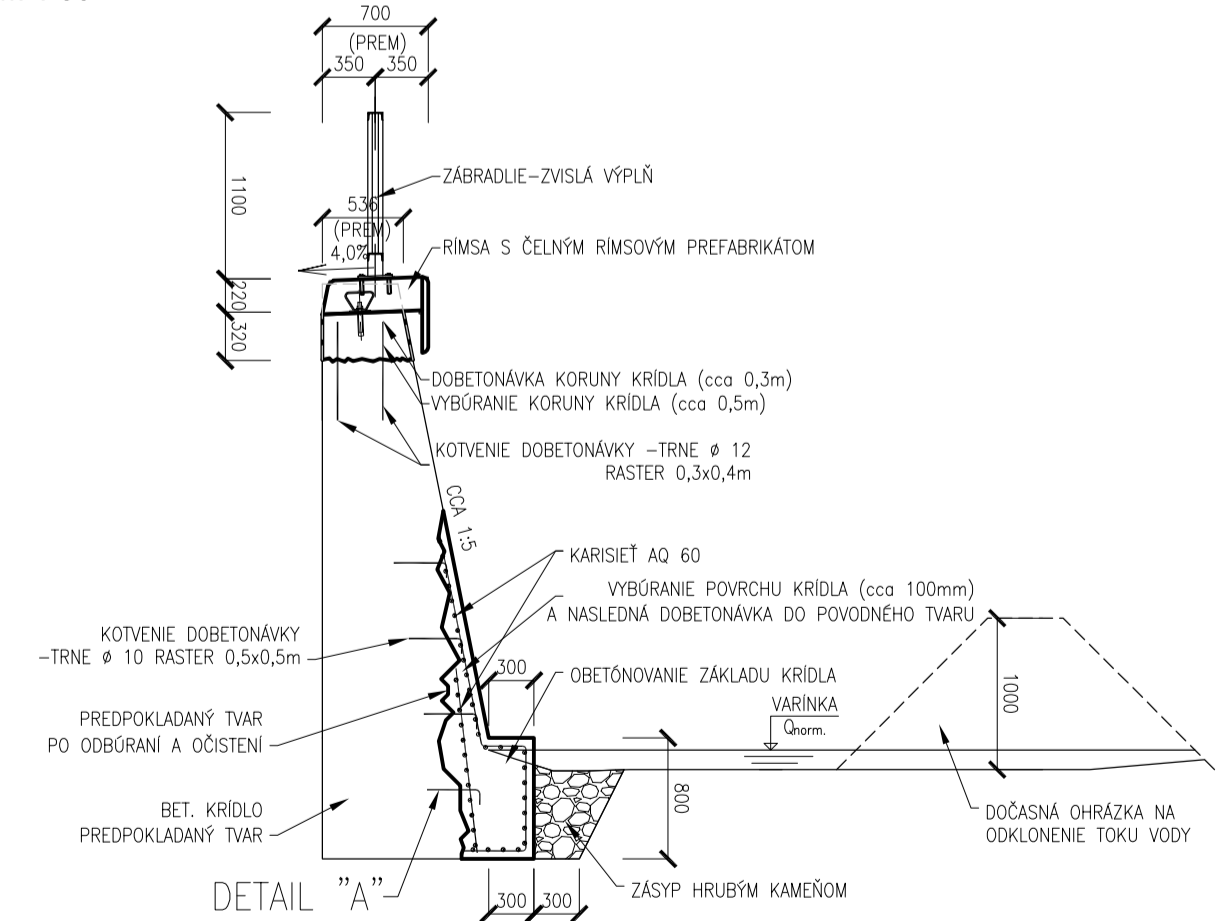 700
(PREM)
350 350
1100
ZÁBRADLIE-ZVISLÁ VÝPLŇ
536
(PREM)
4,0%
RÍMSA S ČELNÝM RÍMSOVÝM PREFABRIKÁTOM
220
320
DOBETONÁVKA KORUNY KRÍDLA (cca 0,3m)
VYBÚRANIE KORUNY KRÍDLA (cca 0,5m)
KOTVENIE DOBETONÁVKY -TRNE ø 12
RASTER 0,3x0,4m
CCA 1:5
KARISIEŤ AQ 60
VYBÚRANIE POVRCHU KRÍDLA (cca 100mm)
A NASLEDNÁ DOBETONÁVKA DO POVODNÉHO TVARU
KOTVENIE DOBETONÁVKY
-TRNE ø 10 RASTER 0,5x0,5m
300
OBETÓNOVANIE ZÁKLADU KRÍDLA
VARÍNKA
Qnorm.
1000
PREDPOKLADANÝ TVAR
PO ODBÚRANÍ A OČISTENÍ
800
BET. KRÍDLO
PREDPOKLADANÝ TVAR
DOČASNÁ OHRÁZKA NA
ODKLONENIE TOKU VODY
DETAIL "A"
ZÁSYP HRUBÝM KAMEŇOM
300 300